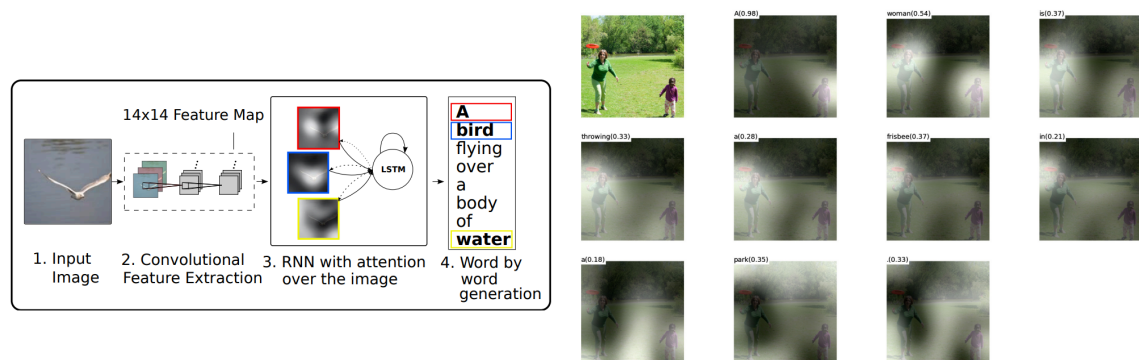 14x14 Feature Map
LSTM
A
bird
flying
over
a
body
of
water
1. Input
Image
2. Convolutional
Feature Extraction
3. RNN with attention
over the image
4. Word by
word
generation
A(0.98)
woman(0.54)
is(0.37)
throwing(0.33)
a(0.28)
frisbee(0.37)
in(0.21)
a(0.18)
park(0.35)
.(0.33)